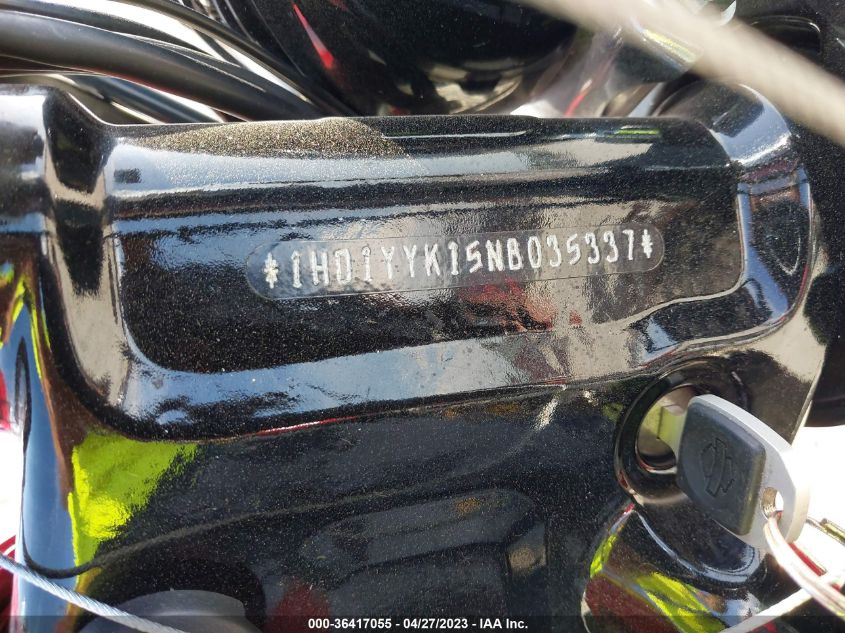 *1HD1YYK15NB035337*
000-36417055 - 04/27/2023 - IAA Inc.